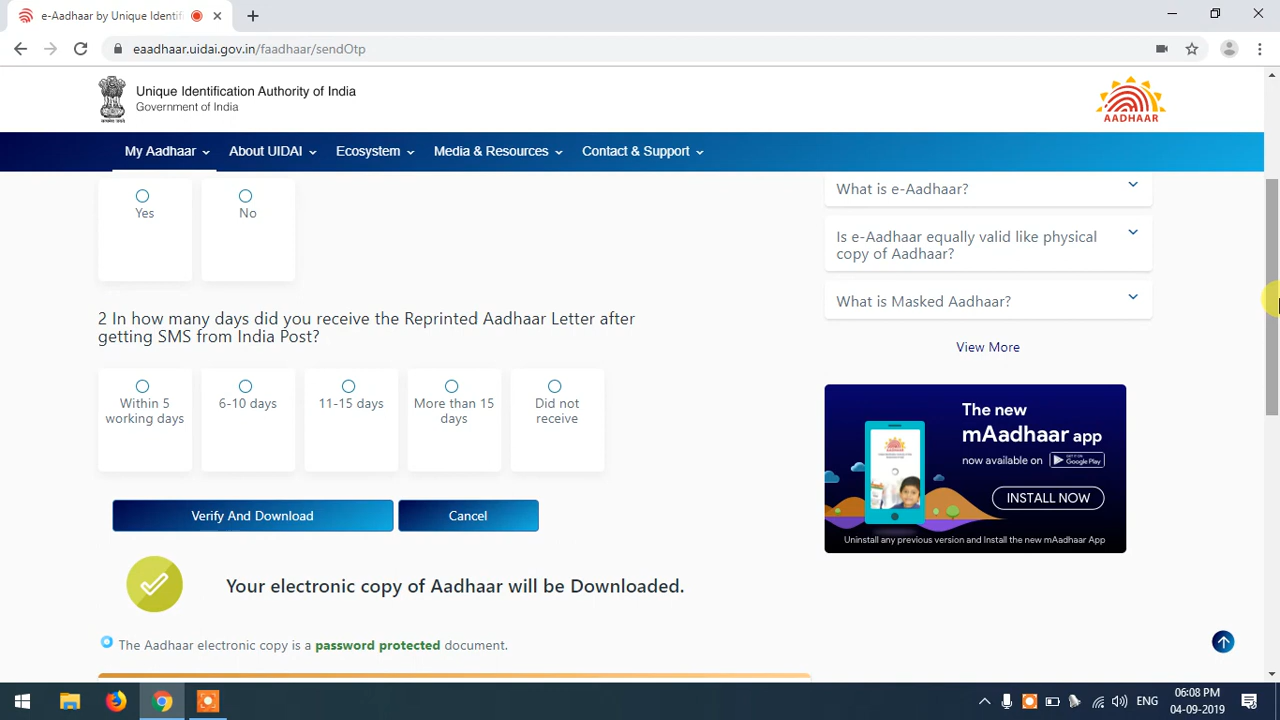 e-Aadhaar by Unique Identifi
eaadhaar.uidai.gov.in/faadhaar/sendOtp
Unique Identification Authority of India
Government of India
AADHAAR
My Aadhaar
About UIDAI
Ecosystem
Media & Resources
Contact & Support
Yes
No
What is e-Aadhaar?
Is e-Aadhaar equally valid like physical
copy of Aadhaar?
What is Masked Aadhaar?
View More
2 In how many days did you receive the Reprinted Aadhaar Letter after
getting SMS from India Post?
Within 5
working days
6-10 days
11-15 days
More than 15
days
Did not
receive
The new
mAadhaar app
now available on
GET IT ON
Google Play
INSTALL NOW
Uninstall any previous version and Install the new mAadhaar App
Verify And Download
Cancel
Your electronic copy of Aadhaar will be Downloaded.
The Aadhaar electronic copy is a password protected document.
ENG
06:08 PM
04-09-2019